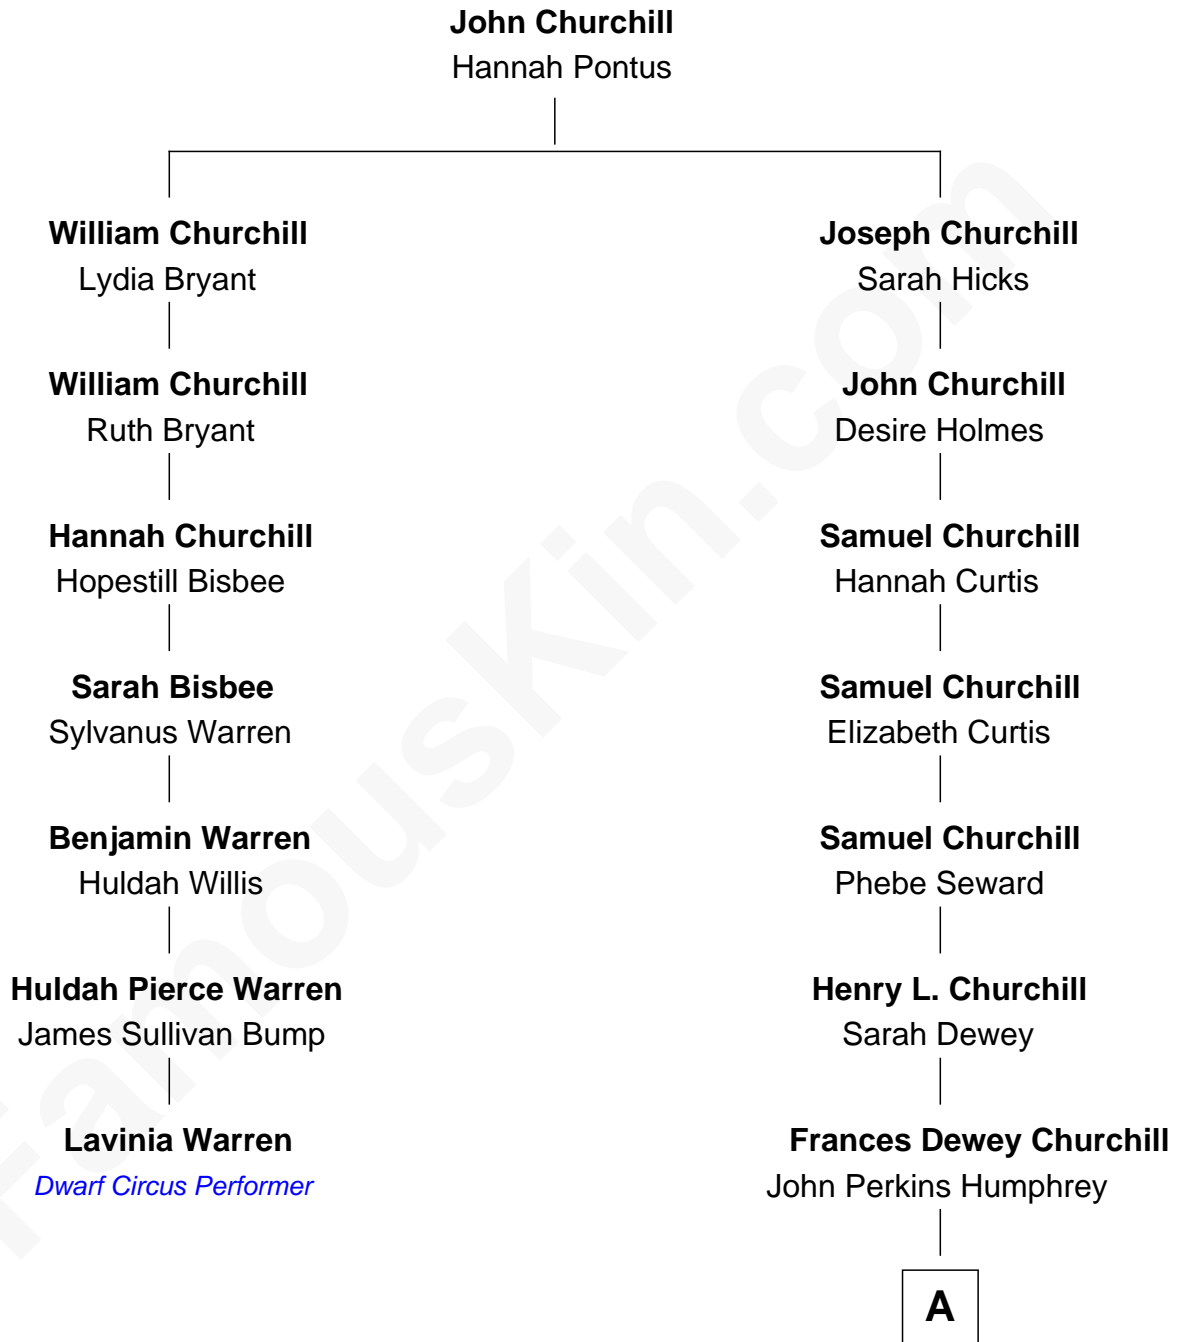 John Churchill
Hannah Pontus
William Churchill
Lydia Bryant
William Churchill
Ruth Bryant
Hannah Churchill
Hopestill Bisbee
Sarah Bisbee
Sylvanus Warren
Benjamin Warren
Huldah Willis
Huldah Pierce Warren
James Sullivan Bump
Lavinia Warren
Dwarf Circus Performer
Joseph Churchill
Sarah Hicks
John Churchill
Desire Holmes
Samuel Churchill
Hannah Curtis
Samuel Churchill
Elizabeth Curtis
Samuel Churchill
Phebe Seward
Henry L. Churchill
Sarah Dewey
Frances Dewey Churchill
John Perkins Humphrey
A
FamousKin.com